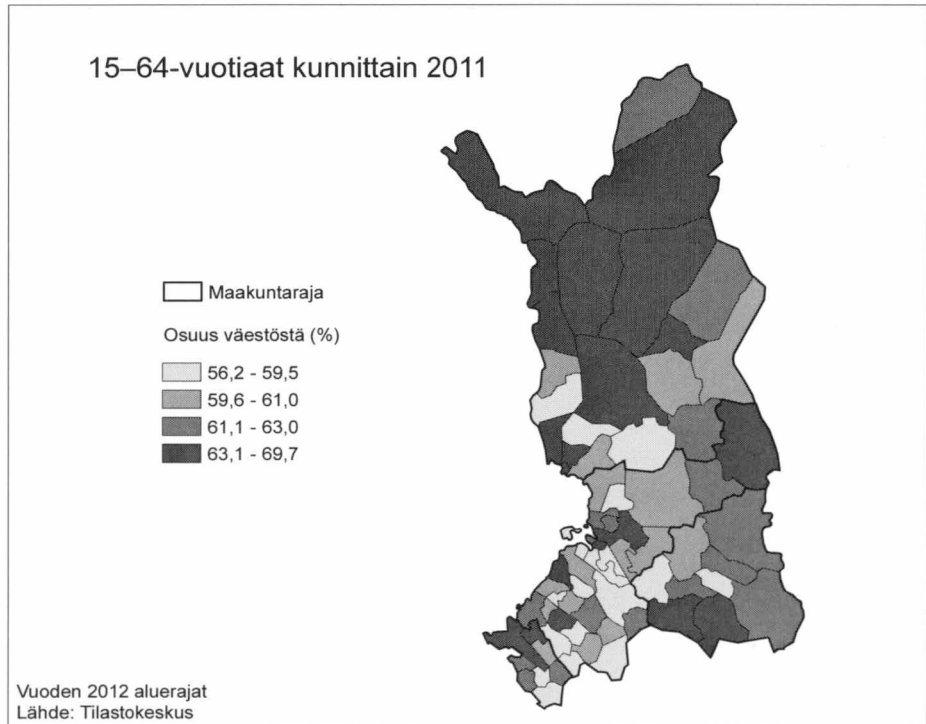 15–64-vuotiaat kunnittain 2011
Maakuntaraja
Osuus väestöstä (%)
56,2 - 59,5
59,6 - 61,0
61,1 - 63,0
63,1 - 69,7
Vuoden 2012 aluerajat
Lähde: Tilastokeskus